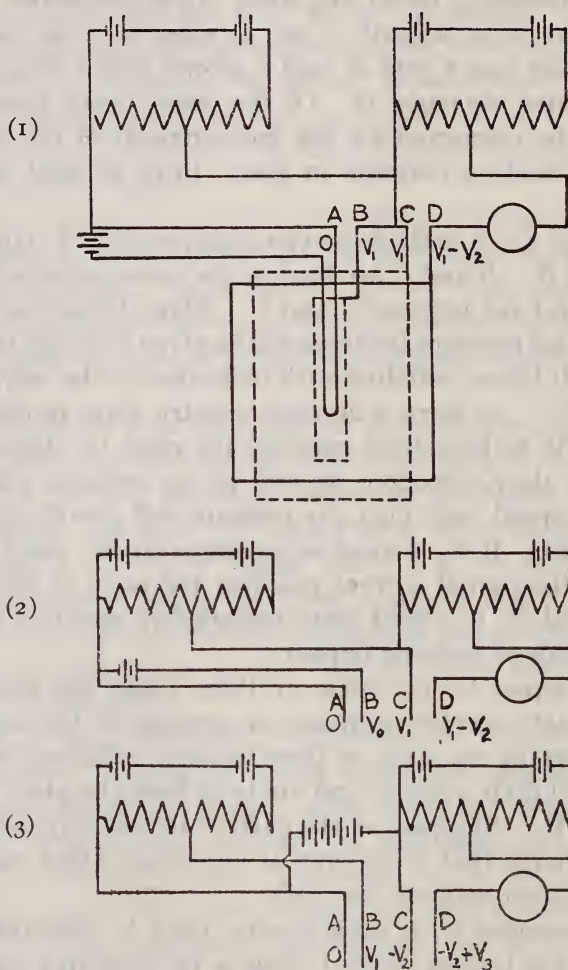 (1)
A B C D
O V₁ V₁ V₁-V₂
(2)
A B C D
O V₀ V₁ V₁-V₂
(3)
A B C D
O V₁ -V₂ -V₂+V₃